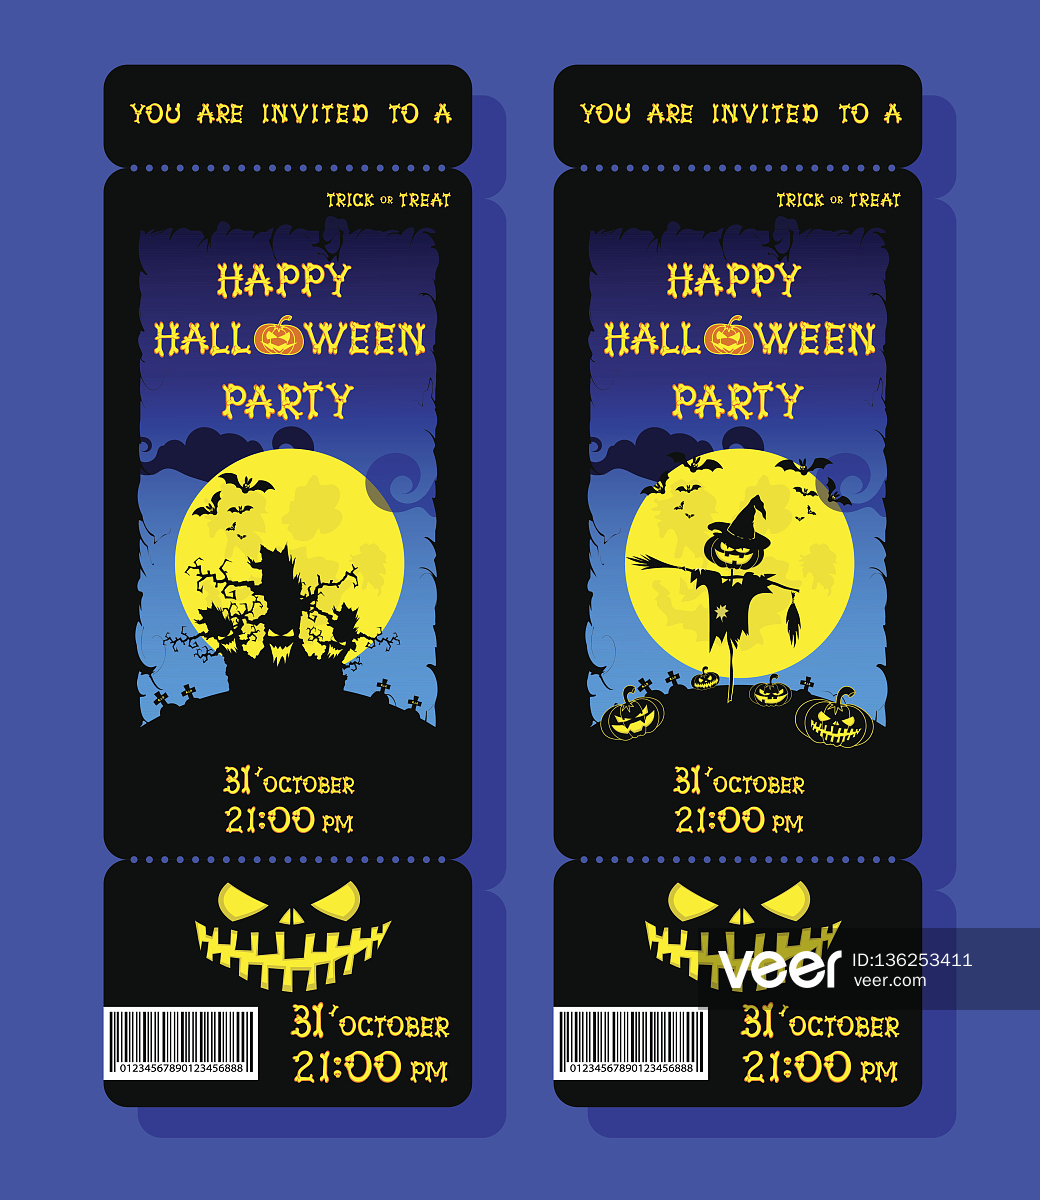 YOU ARE INVITED TO A
TRICK OR TREAT
HAPPY
HALLOWEEN
PARTY
31'OCTOBER
21:00 PM
31'OCTOBER
21:00 PM
01234567890123456888
YOU ARE INVITED TO A
TRICK OR TREAT
HAPPY
HALLOWEEN
PARTY
31'OCTOBER
21:00 PM
31'OCTOBER
21:00 PM
01234567890123456888
veer ID:136253411
veer.com